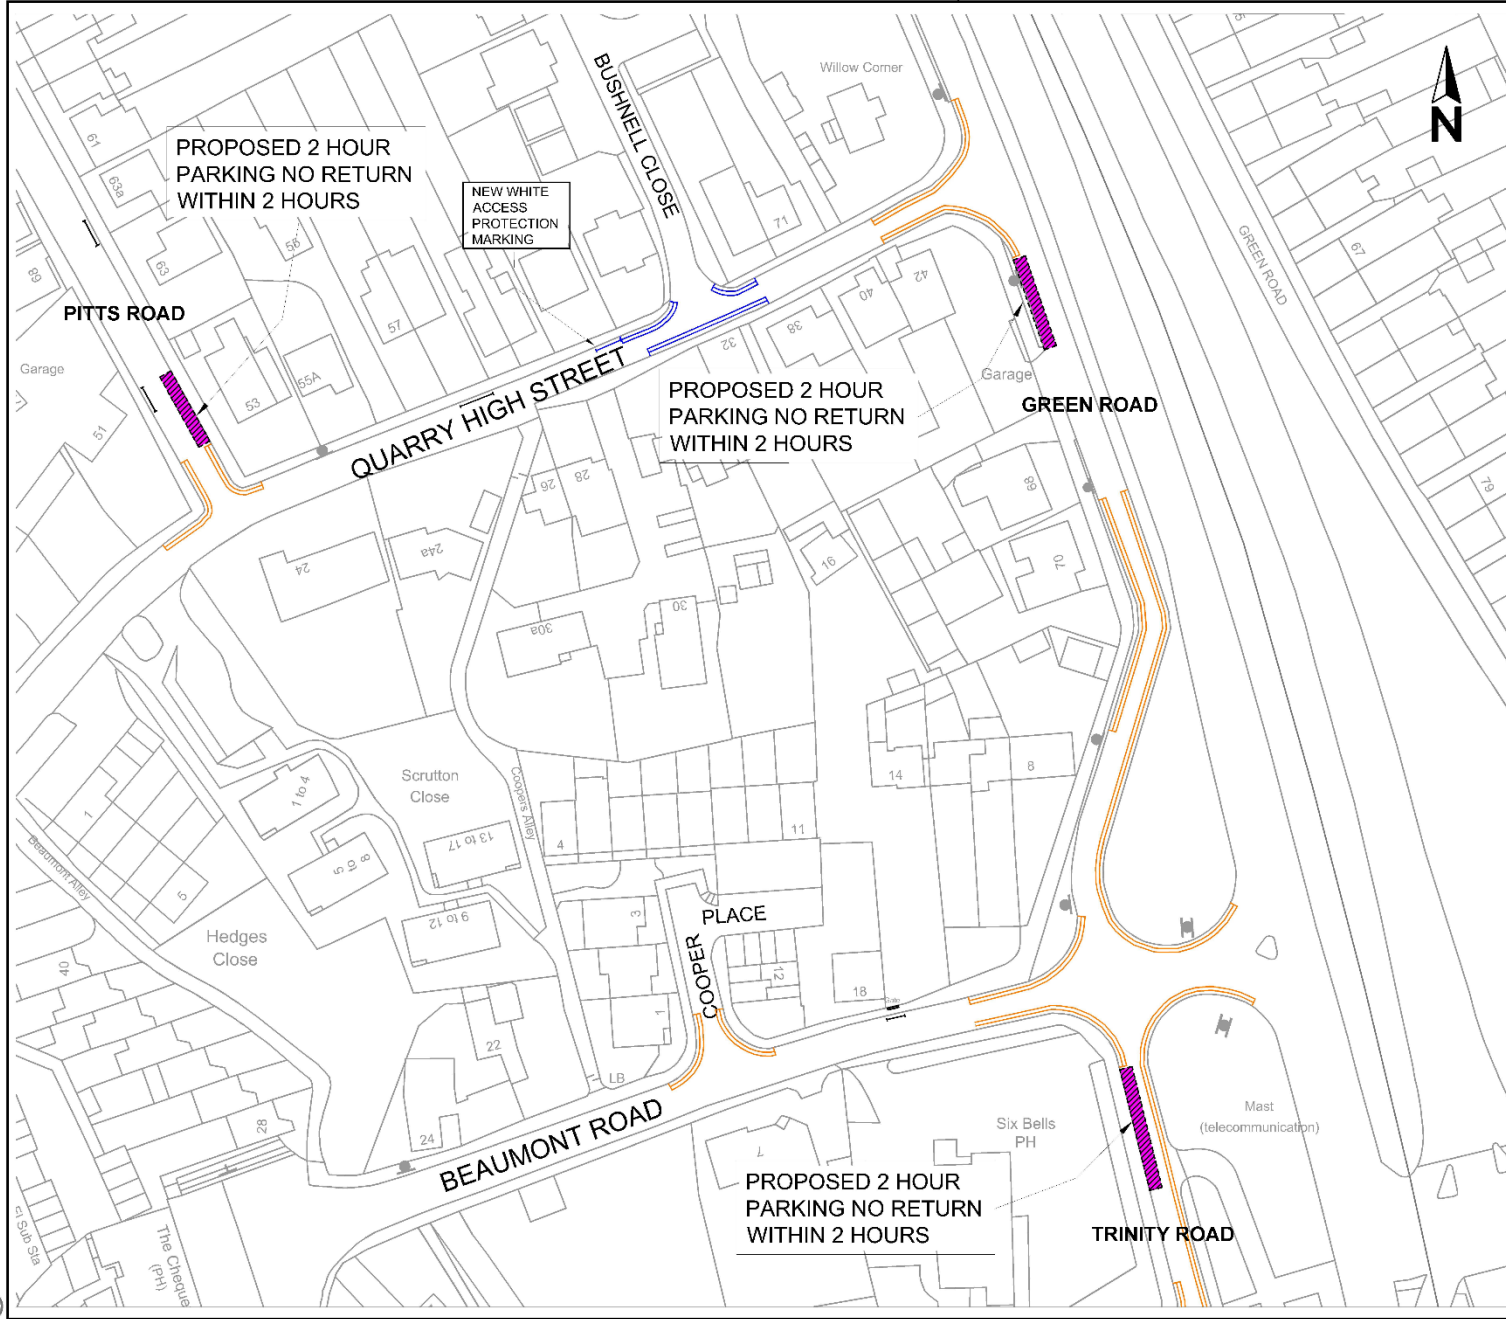 Willow Corner
N
BUSHNELL CLOSE
PROPOSED 2 HOUR
PARKING NO RETURN
WITHIN 2 HOURS
NEW WHITE
ACCESS
PROTECTION
MARKING
61
63a
63
56
89
57
71
42
40
38
32
67
GREEN ROAD
79
PITTS ROAD
Garage
51
53
55A
QUARRY HIGH STREET
PROPOSED 2 HOUR
PARKING NO RETURN
WITHIN 2 HOURS
Garage
GREEN ROAD
24
24a
26
28
30a
30
16
68
70
Scrutton
Close
Coopers Alley
1 to 4
5 to 8
13 to 17
9 to 12
1
5
Beaumont Alley
Hedges
Close
40
4
11
14
8
3
1
COOPER
PLACE
12
18
22
24
28
LB
BEAUMONT ROAD
7
Six Bells
PH
Mast
(telecommunication)
PROPOSED 2 HOUR
PARKING NO RETURN
WITHIN 2 HOURS
TRINITY ROAD
El Sub Sta
The Cheque
(PH)